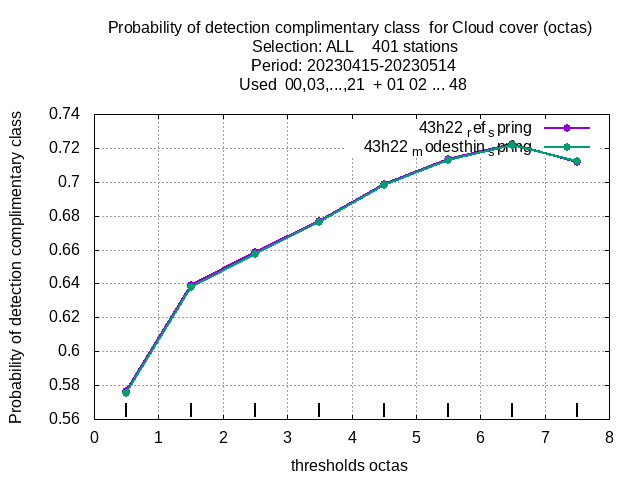 Probability of detection complimentary class  for Cloud cover (octas)
Selection: ALL    401 stations
Period: 20230415-20230514
Used  00,03,...,21  + 01 02 ... 48
Probability of detection complimentary class
0.74
0.72
0.7
0.68
0.66
0.64
0.62
0.6
0.58
0.56
43h22 ref spring
43h22 modesthin spring
0 1 2 3 4 5 6 7 8
thresholds octas